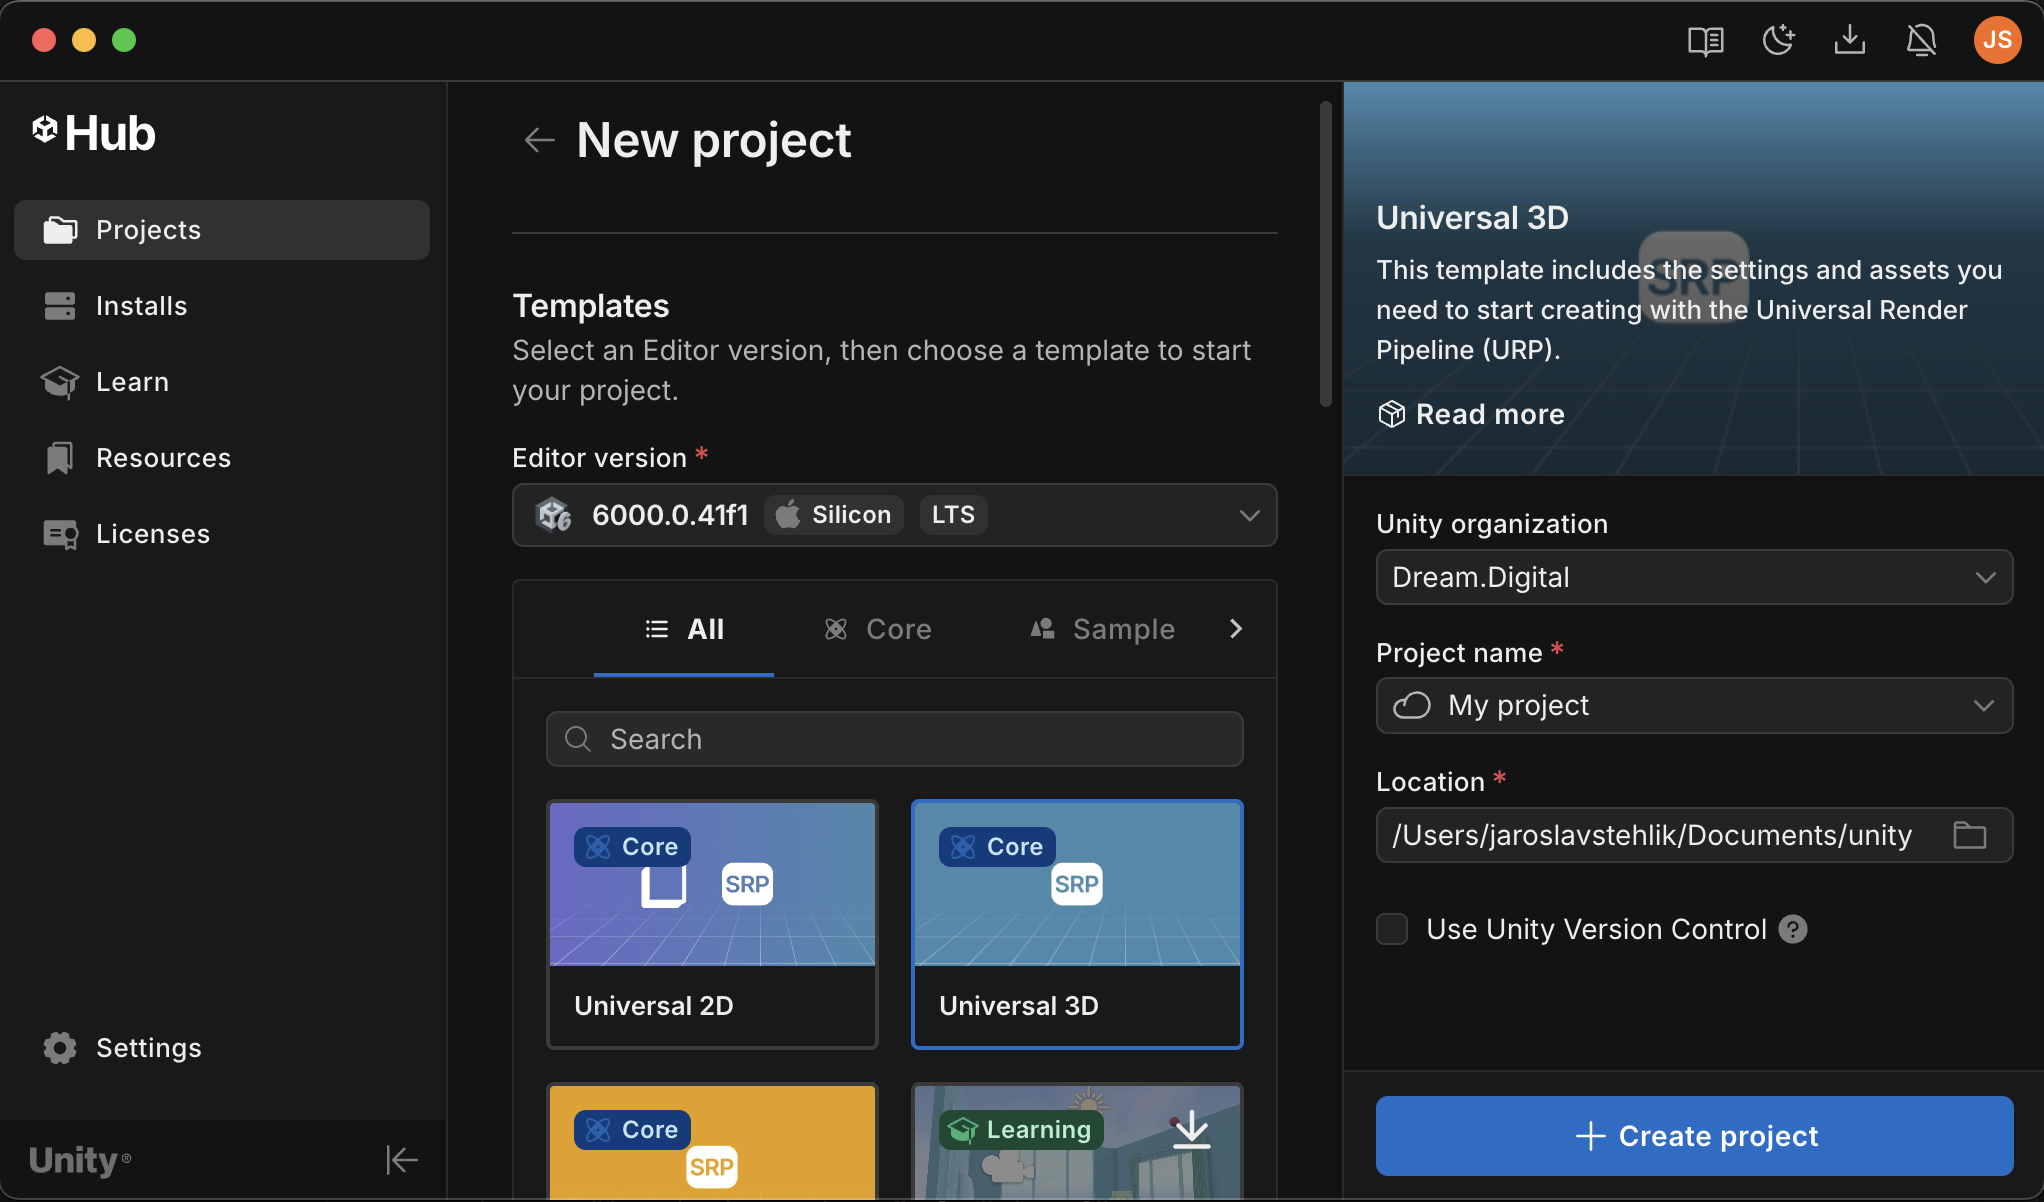 JS
Hub
Projects
Installs
Learn
Resources
Licenses
Settings
Unity®
New project
Templates
Select an Editor version, then choose a template to start
your project.
Editor version *
6000.0.41f1 Silicon LTS
All Core Sample
Search
Core
SRP
Universal 2D
Core
SRP
Universal 3D
Core
SRP
Learning
Universal 3D
SRP
This template includes the settings and assets you
need to start creating with the Universal Render
Pipeline (URP).
Read more
Unity organization
Dream.Digital
Project name *
My project
Location *
/Users/jaroslavstehlik/Documents/unity
Use Unity Version Control ?
Create project